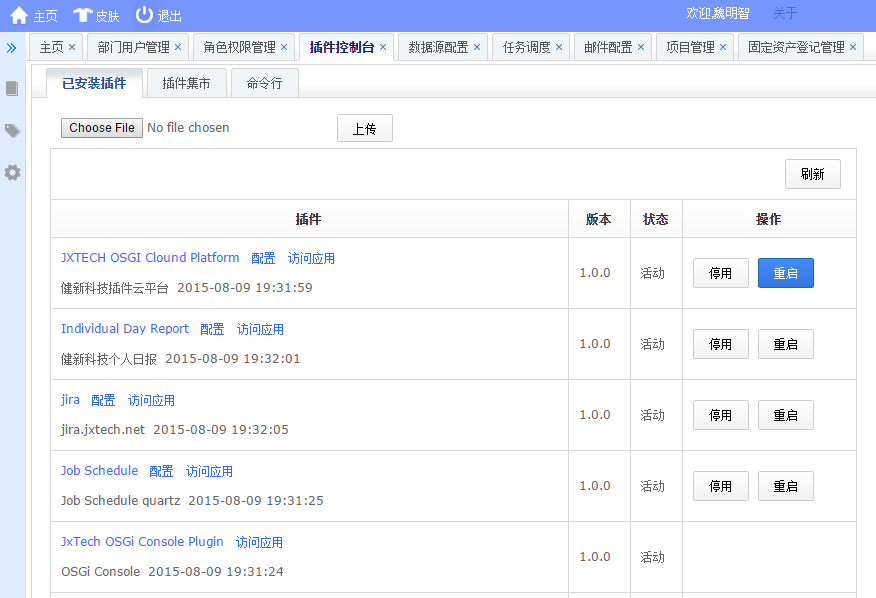 主页 皮肤 退出 欢迎,魏明智 关于
主页 × 部门用户管理 × 角色权限管理 × 插件控制台 × 数据源配置 × 任务调度 × 邮件配置 × 项目管理 × 固定资产登记管理 ×
已安装插件 插件集市 命令行
Choose File No file chosen 上传
刷新
插件 版本 状态 操作
JXTECH OSGI Clound Platform 配置 访问应用
健新科技插件云平台 2015-08-09 19:31:59
1.0.0 活动 停用 重启
Individual Day Report 配置 访问应用
健新科技个人日报 2015-08-09 19:32:01
1.0.0 活动 停用 重启
jira 配置 访问应用
jira.jxtech.net 2015-08-09 19:32:05
1.0.0 活动 停用 重启
Job Schedule 配置 访问应用
Job Schedule quartz 2015-08-09 19:31:25
1.0.0 活动 停用 重启
JxTech OSGi Console Plugin 访问应用
OSGi Console 2015-08-09 19:31:24
1.0.0 活动